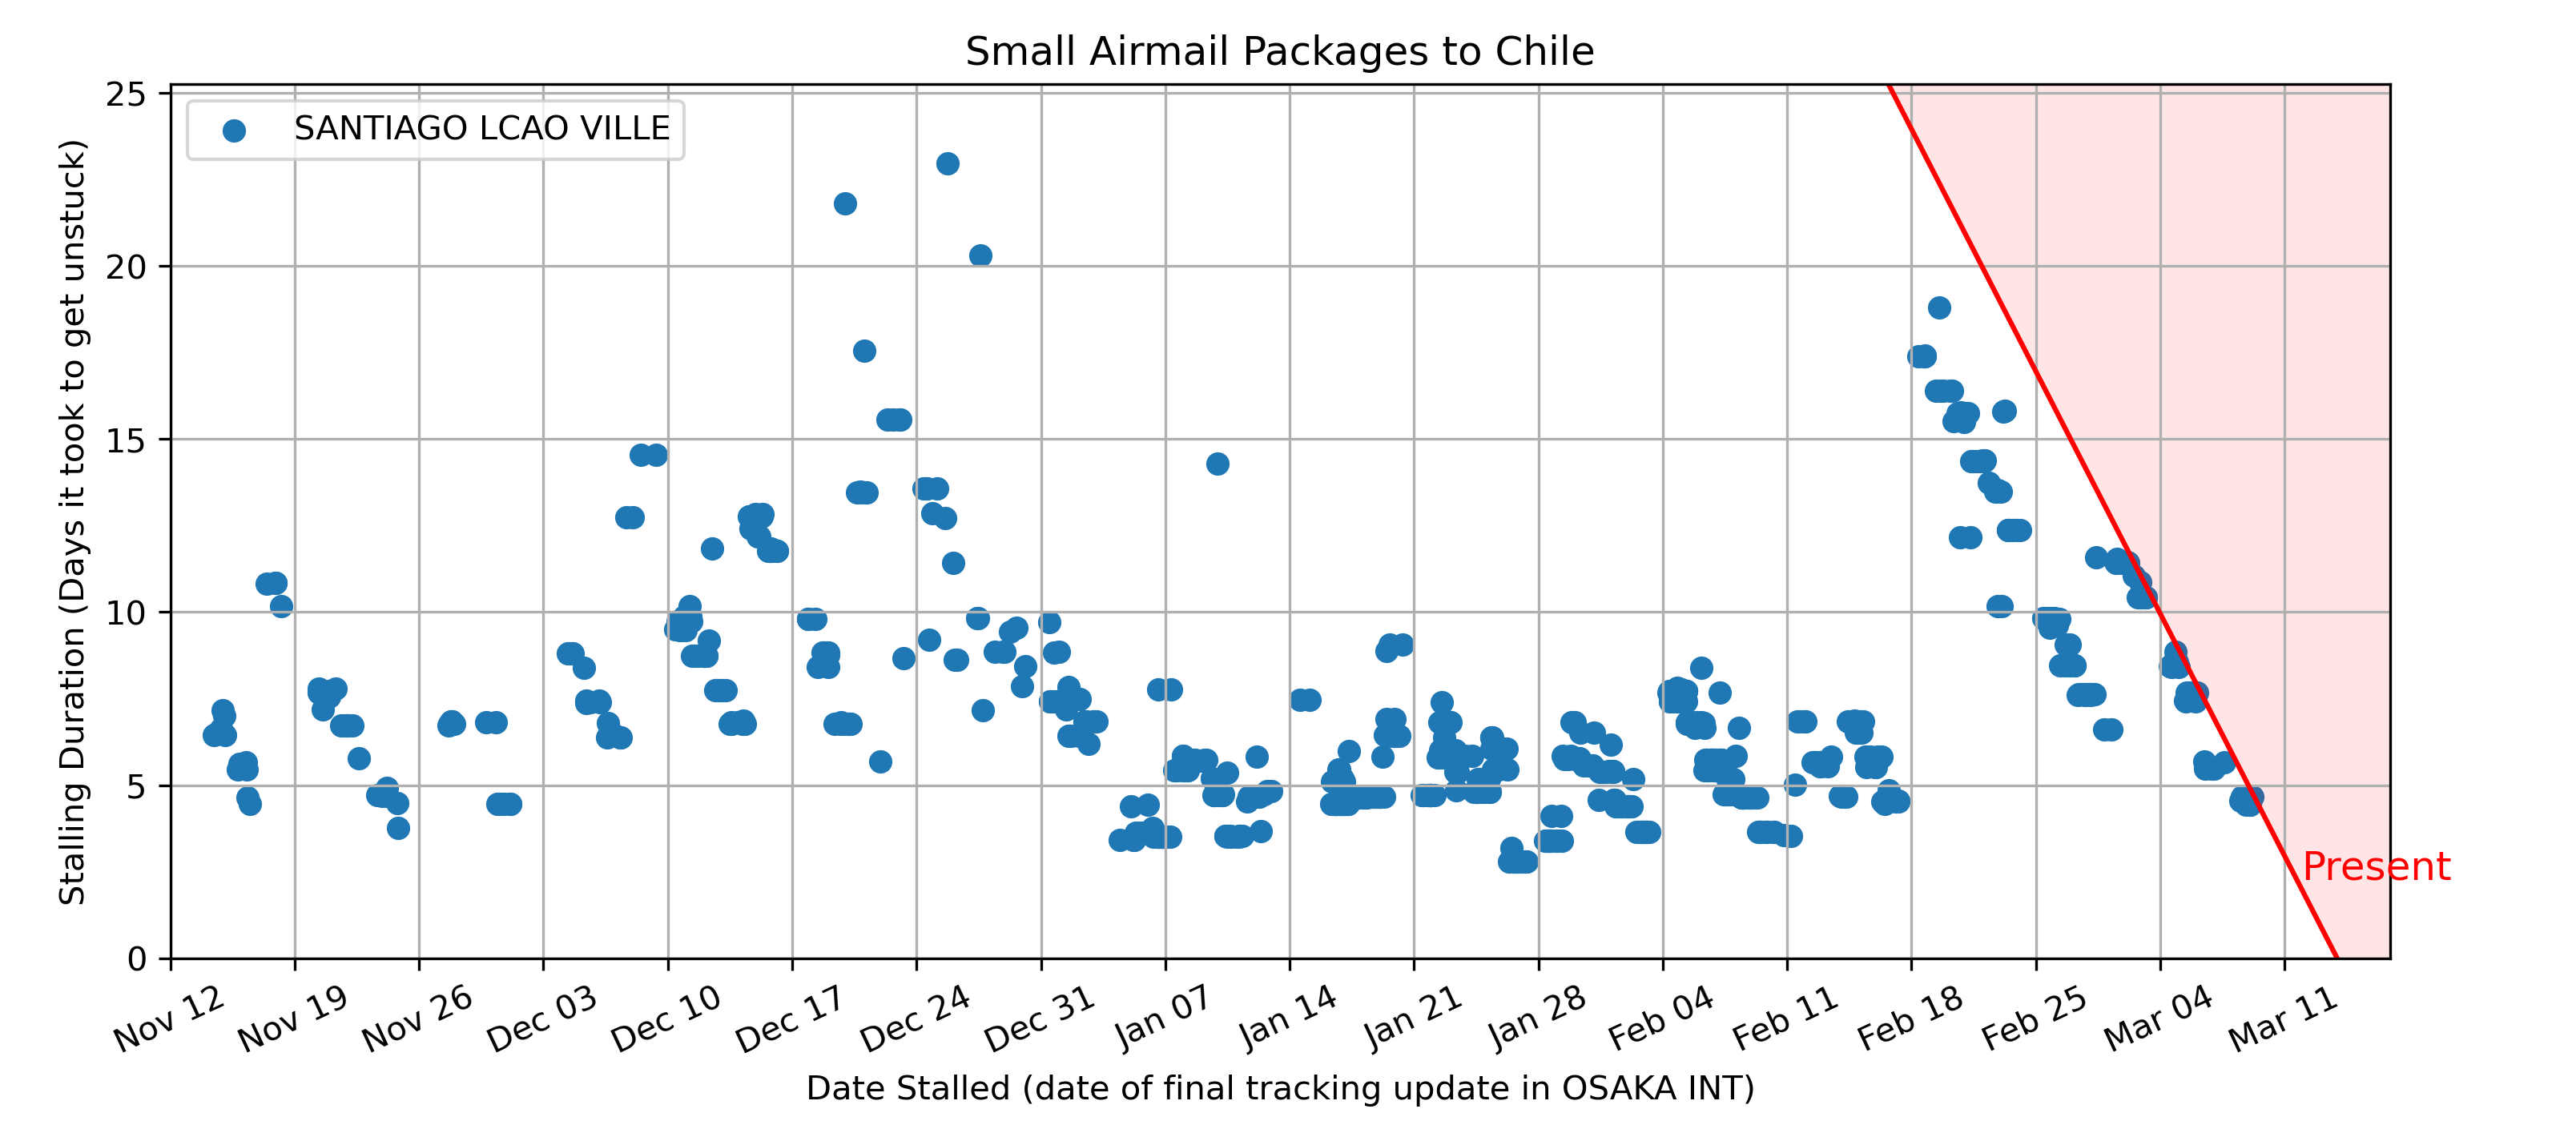 Small Airmail Packages to Chile
SANTIAGO LCAO VILLE
Stalling Duration (Days it took to get unstuck)
25
20
15
10
5
0
Present
Nov 12
Nov 19
Nov 26
Dec 03
Dec 10
Dec 17
Dec 24
Dec 31
Jan 07
Jan 14
Jan 21
Jan 28
Feb 04
Feb 11
Feb 18
Feb 25
Mar 04
Mar 11
Date Stalled (date of final tracking update in OSAKA INT)